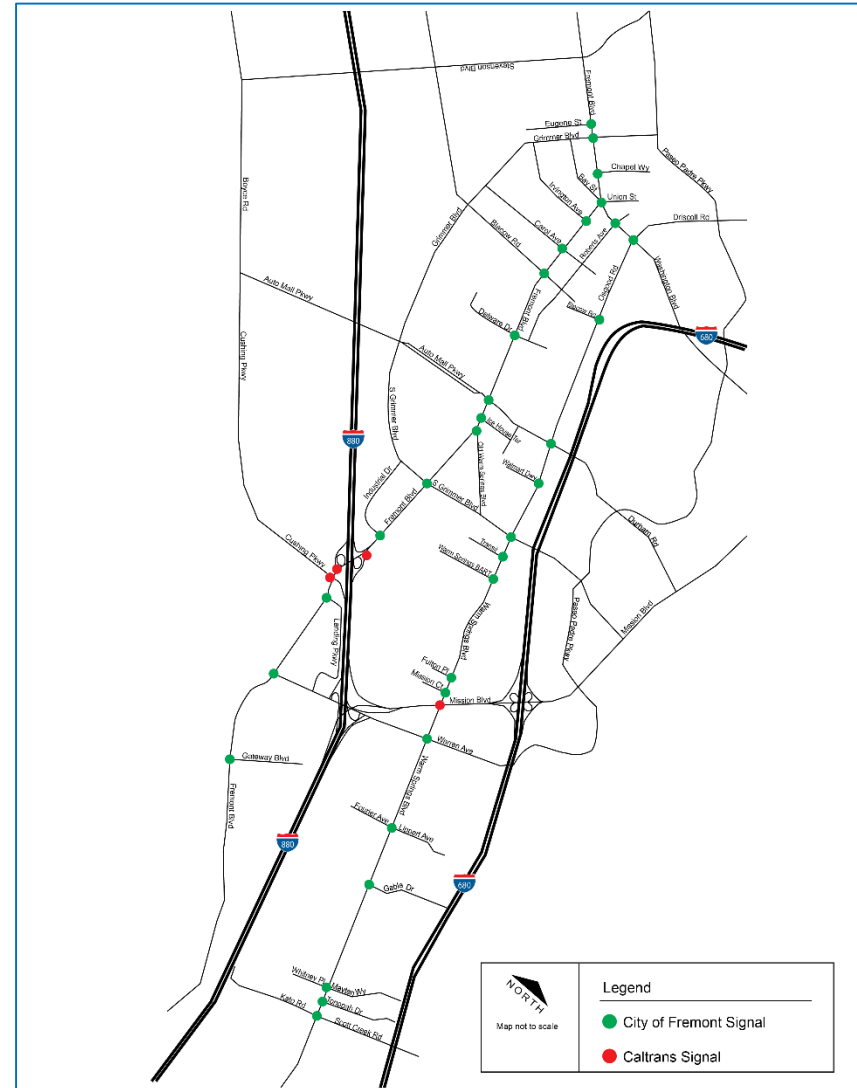 Stevenson Blvd
Fremont Blvd
Eugene St
Grimmer Blvd
Chapel Wy
Paseo Padre Pkwy
Boyce Rd
Bay St
Irvington Ave
Union St
Grimmer Blvd
Carol Ave
Roberts Ave
Driscoll Rd
Blacow Rd
Osgood Rd
Washington Blvd
Auto Mall Pkwy
Fremont Blvd
Delaware Dr
Blacow Rd
680
Cushing Pkwy
Auto Mall Pkwy
S Grimmer Blvd
Ice House Ter
880
Old Warm Springs Blvd
Walmart Dwy
Industrial Dr
S Grimmer Blvd
Fremont Blvd
Durham Rd
Transit
Cushing Pkwy
Warm Springs BART
Warm Springs Blvd
Paseo Padre Pkwy
Mission Blvd
Landing Pkwy
Fulton Pl
Mission Ct
Mission Blvd
Warren Ave
Gateway Blvd
Warm Springs Blvd
Fremont Blvd
Fourier Ave
Lippert Ave
880
680
Gable Dr
Whitney Pl
Mayten Wy
Kato Rd
Tonopah Dr
Scott Creek Rd
NORTH
Map not to scale
Legend
City of Fremont Signal
Caltrans Signal